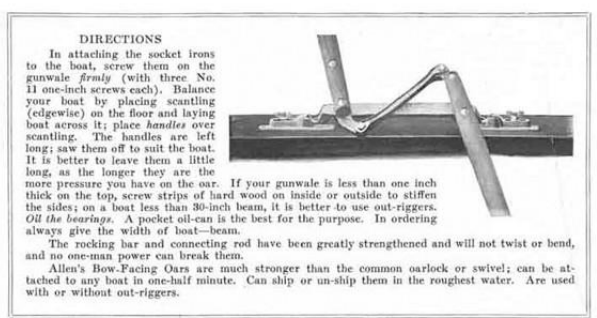 DIRECTIONS
In attaching the socket irons
to the boat, screw them on the
gunwale firmly (with three No.
11 one-inch screws each). Balance
your boat by placing scantling
(edgewise) on the floor and laying
boat across it; place handles over
scantling. The handles are left
long; saw them off to suit the boat.
It is better to leave them a little
long, as the longer they are the
more pressure you have on the oar. If your gunwale is less than one inch
thick on the top, screw strips of hard wood on inside or outside to stiffen
the sides; on a boat less than 30-inch beam, it is better to use out-riggers.
Oil the bearings. A pocket oil-can is the best for the purpose. In ordering
always give the width of boat—beam.
The rocking bar and connecting rod have been greatly strengthened and will not twist or bend,
and no one-man power can break them.
Allen's Bow-Facing Oars are much stronger than the common oarlock or swivel; can be at-
tached to any boat in one-half minute. Can ship or un-ship them in the roughest water. Are used
with or without out-riggers.